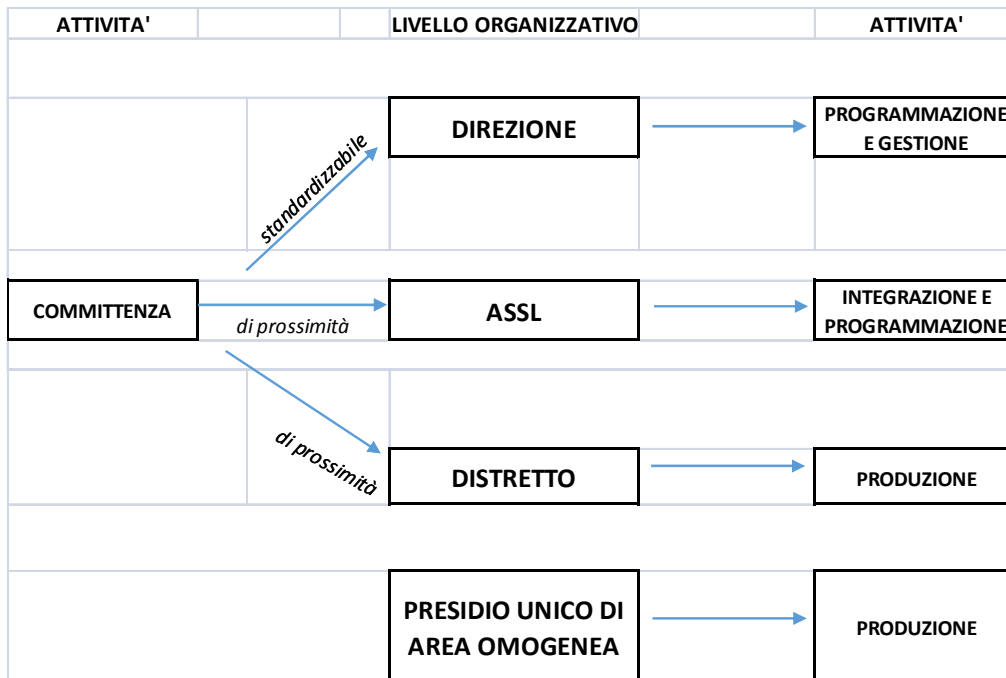 ATTIVITA'
LIVELLO ORGANIZZATIVO
ATTIVITA'
DIREZIONE
PROGRAMMAZIONE
E GESTIONE
standardizzabile
COMMITTENZA
di prossimità
ASSL
INTEGRAZIONE E
PROGRAMMAZIONE
di prossimità
DISTRETTO
PRODUZIONE
PRESIDIO UNICO DI
AREA OMOGENEA
PRODUZIONE